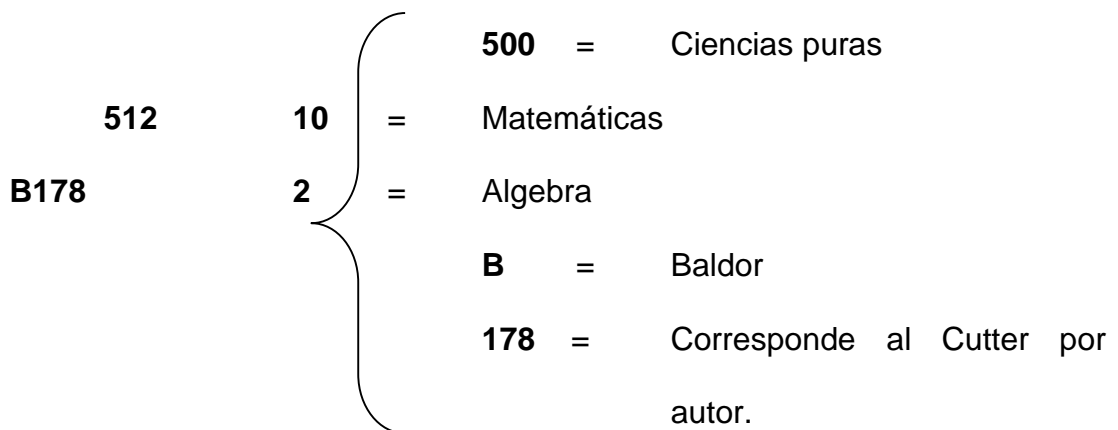 500 = Ciencias puras
512 10 = Matemáticas
B178 2 = Algebra
B = Baldor
178 = Corresponde al Cutter por
autor.